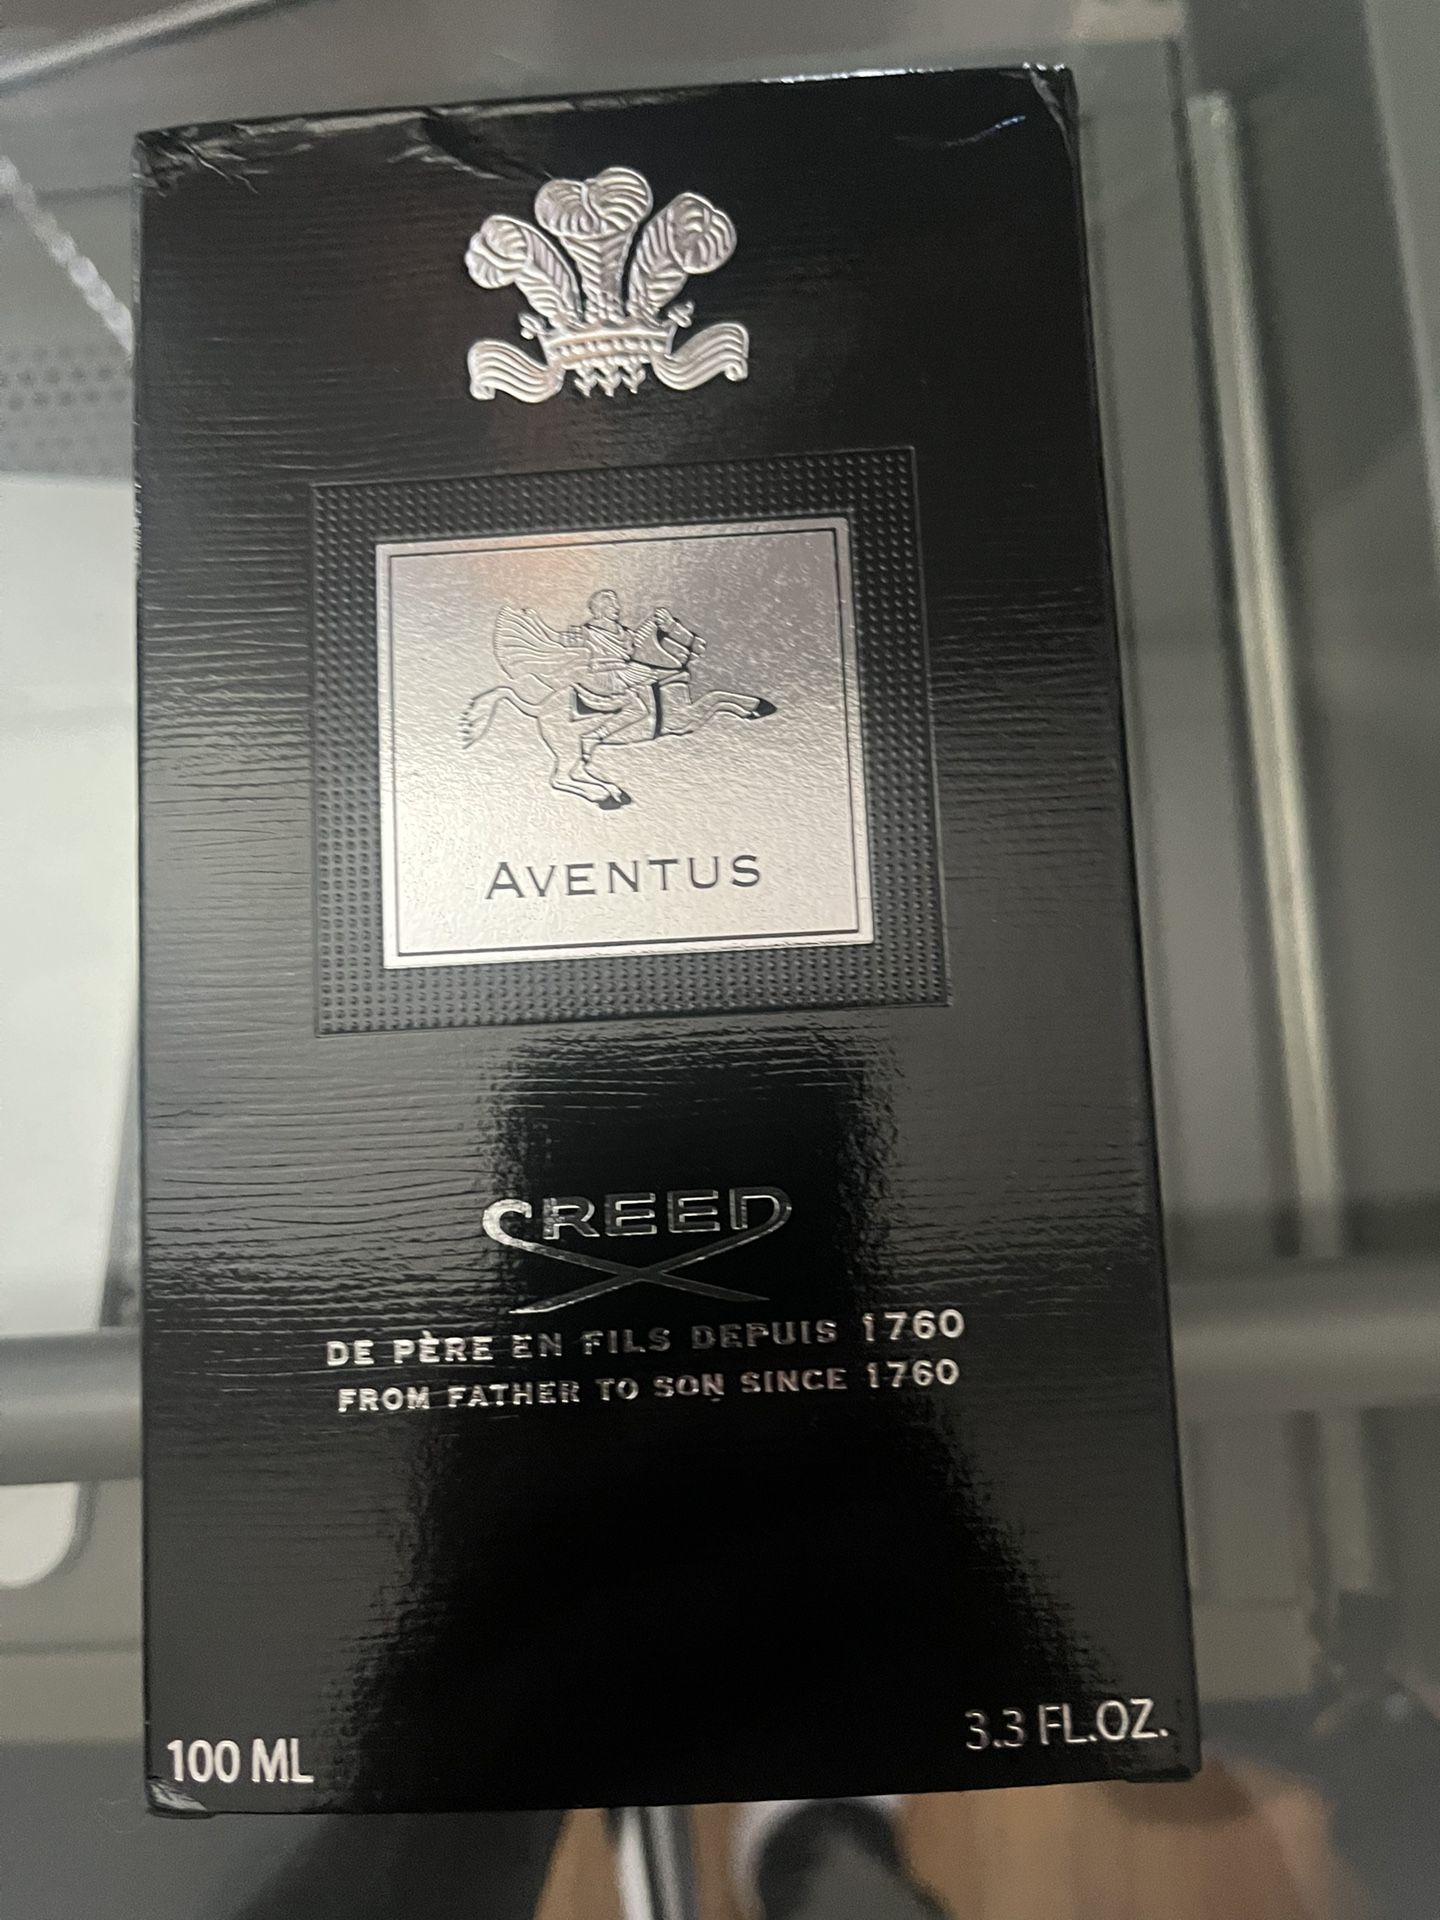 AVENTUS
CREED
DE PÈRE EN FILS DEPUIS 1760
FROM FATHER TO SON SINCE 1760
100 ML
3.3 FL.OZ.